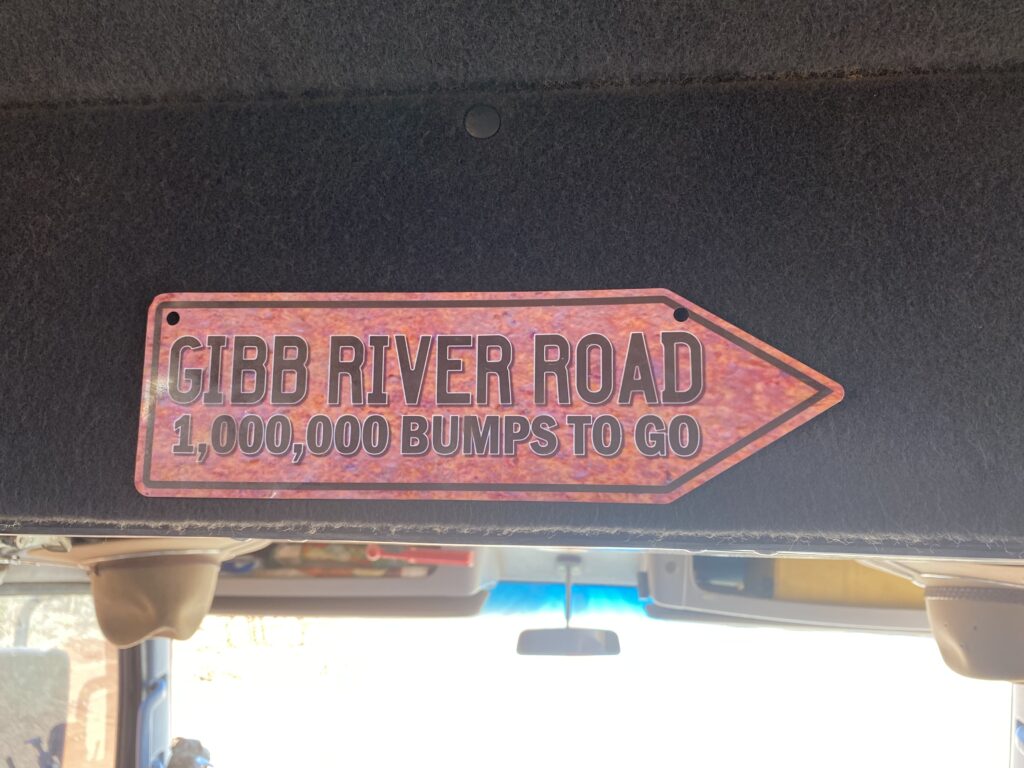 GIBB RIVER ROAD
1,000,000 BUMPS TO GO